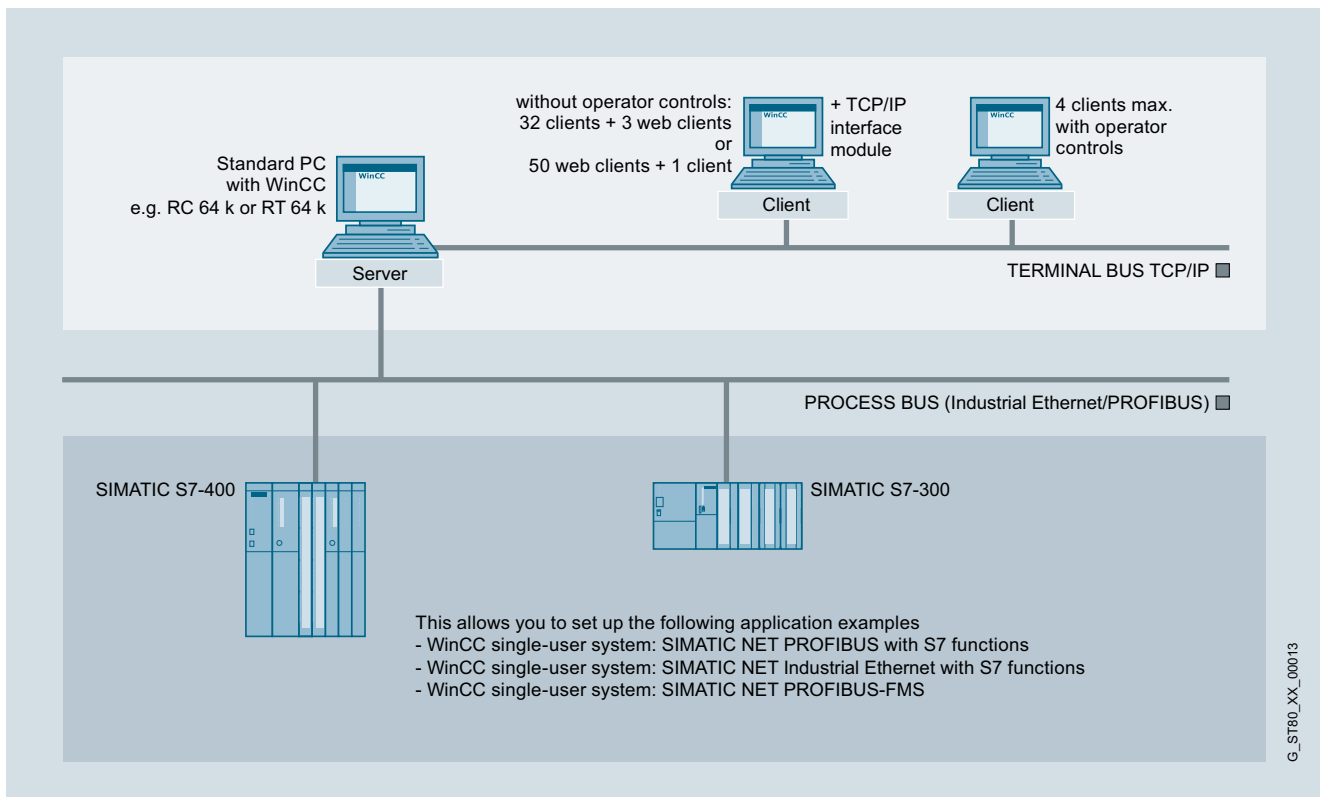 without operator controls:
32 clients + 3 web clients
or
50 web clients + 1 client
WinCC
+ TCP/IP
interface
module
Client
WinCC
4 clients max.
with operator
controls
Client
Standard PC
with WinCC
e.g. RC 64 k or RT 64 k
WinCC
Server
TERMINAL BUS TCP/IP
PROCESS BUS (Industrial Ethernet/PROFIBUS)
SIMATIC S7-400
SIMATIC S7-300
This allows you to set up the following application examples
- WinCC single-user system: SIMATIC NET PROFIBUS with S7 functions
- WinCC single-user system: SIMATIC NET Industrial Ethernet with S7 functions
- WinCC single-user system: SIMATIC NET PROFIBUS-FMS
G_ST80_XX_00013